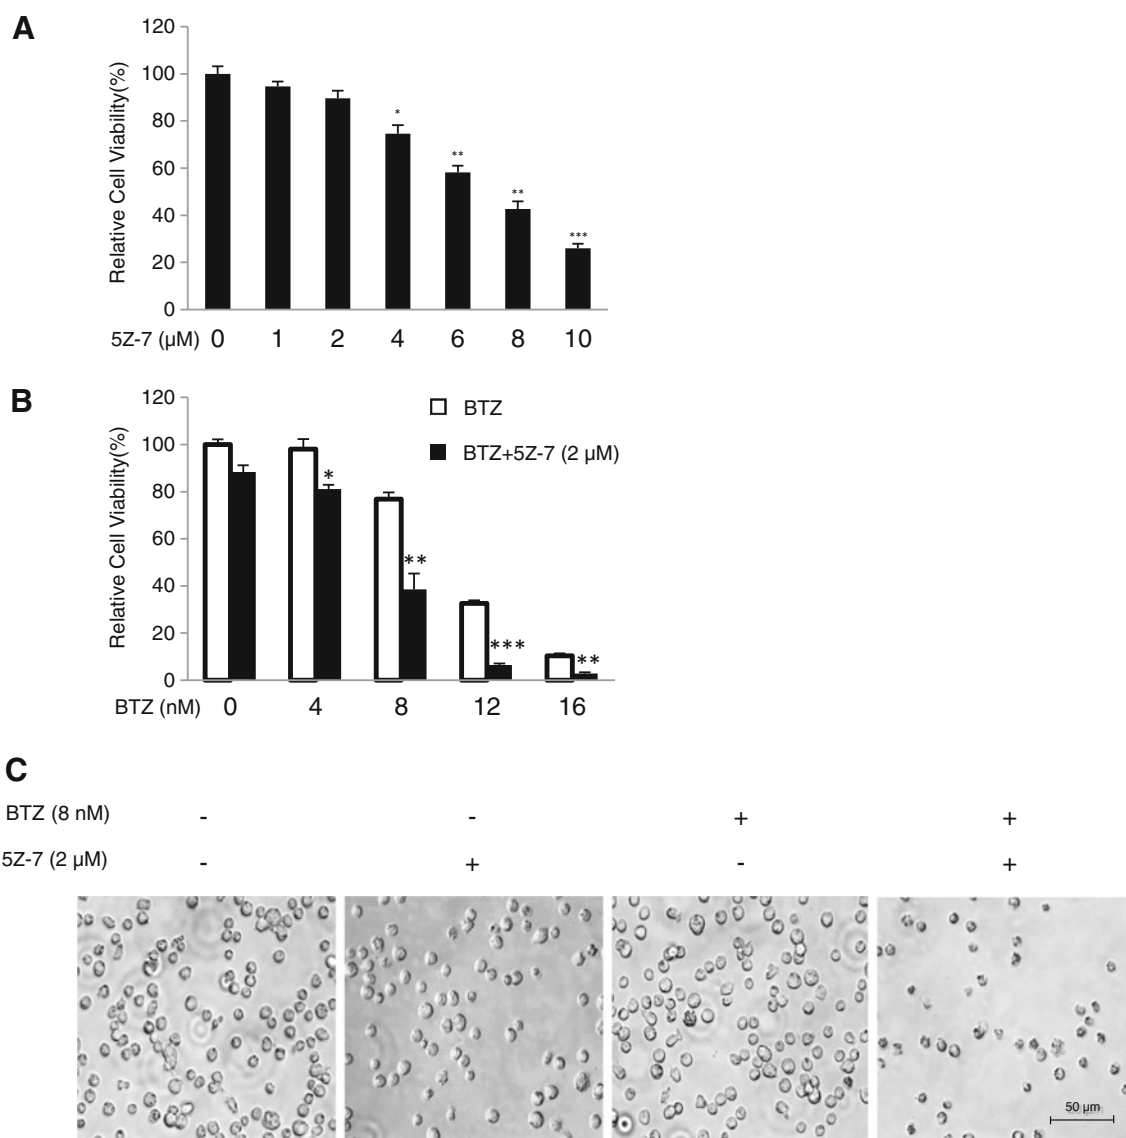 A
Relative Cell Viability(%)
120
100
80
60
40
20
0
*
**
**
***
5Z-7 (µM) 0 1 2 4 6 8 10
B
Relative Cell Viability(%)
120
100
80
60
40
20
0
BTZ
BTZ+5Z-7 (2 µM)
*
**
***
**
BTZ (nM) 0 4 8 12 16
C
BTZ (8 nM) - - + +
5Z-7 (2 µM) - + - +
50 µm